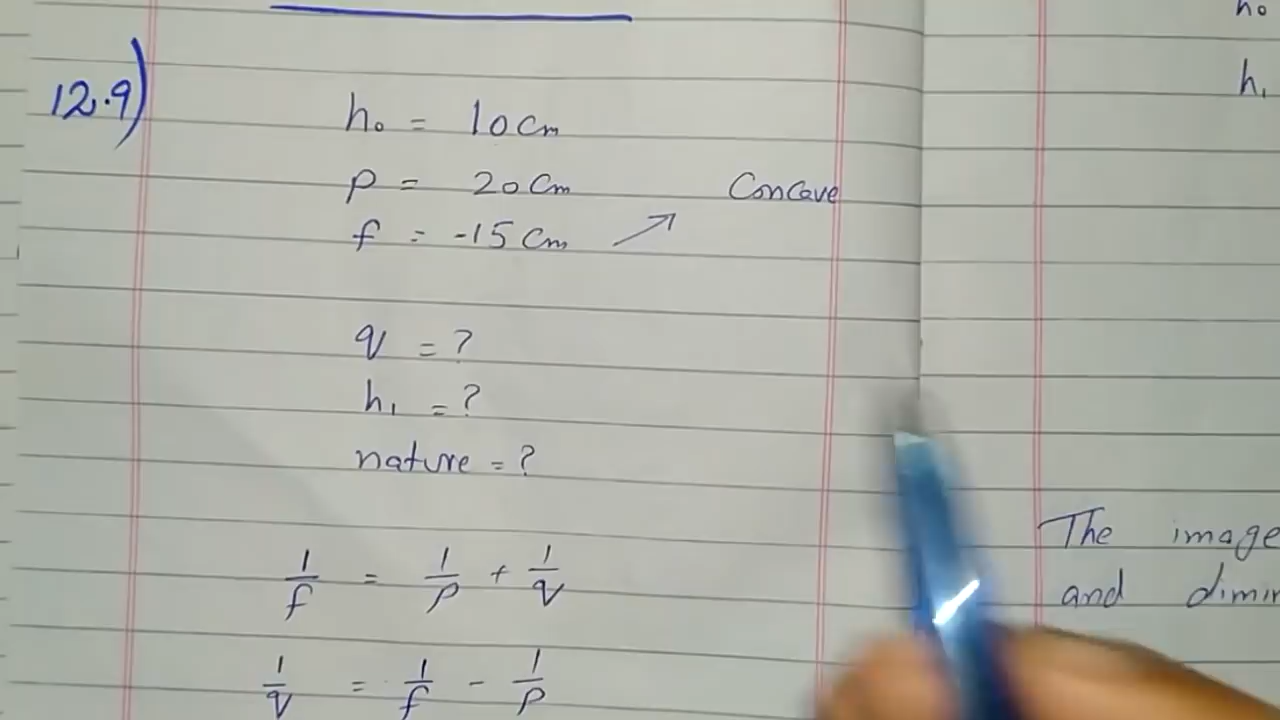 12.9)
h₀ = 10 cm
p = 20 cm
f = -15 cm ↗ Concave
q = ?
h₁ = ?
nature = ?
1/f = 1/p + 1/q
1/q = 1/f - 1/p
h₀
h₁
The image
and